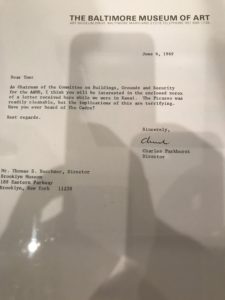 THE BALTIMORE MUSEUM OF ART
June 6, 1969
Dear Tom:
As Chairman of the Committee on Buildings, Grounds and Security
for the AAMD, I think you will be interested in the enclosed xerox
of a letter received here while we were in Kansas. The Picasso was
readily cleanable, but the implications of this are terrifying.
Have you ever heard of The Cadre?
Best regards.
Sincerely,
Charles Parkhurst
Director
Mr. Thomas S. Buechner, Director
Brooklyn Museum
188 Eastern Parkway
Brooklyn, New York 11238